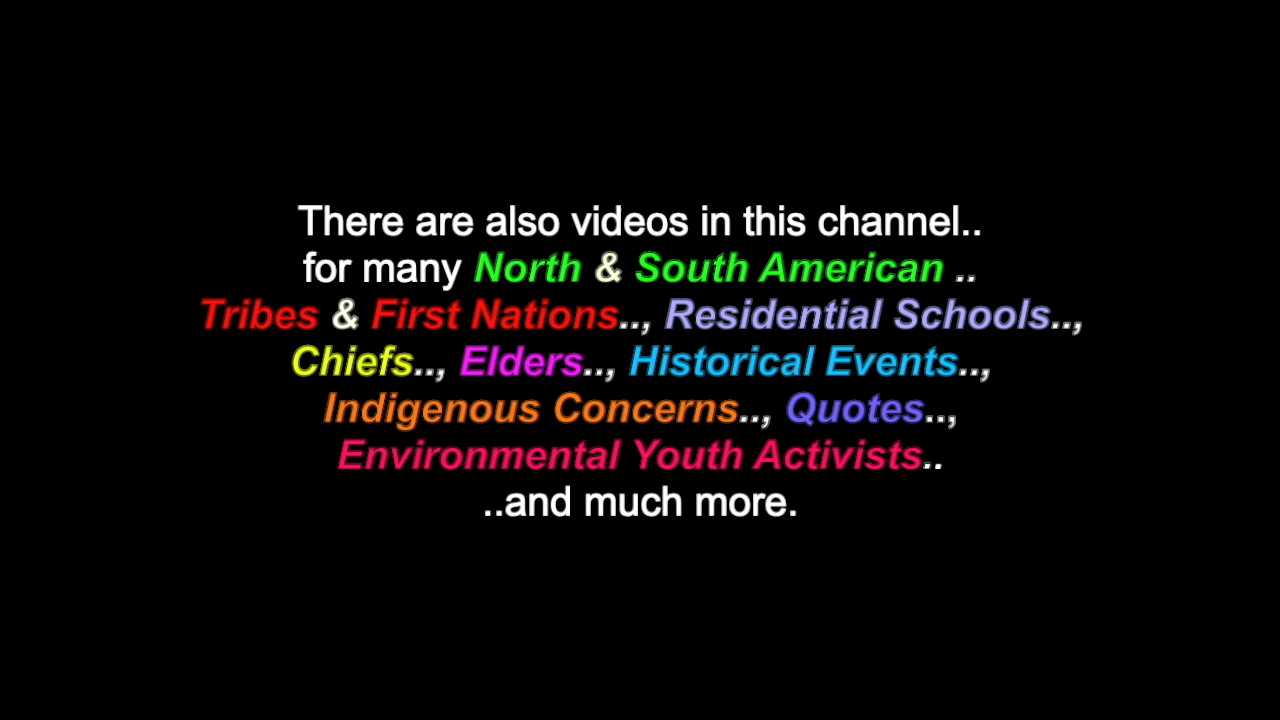 There are also videos in this channel..
for many North & South American ..
Tribes & First Nations.., Residential Schools..,
Chiefs.., Elders.., Historical Events..,
Indigenous Concerns.., Quotes..,
Environmental Youth Activists..
..and much more.